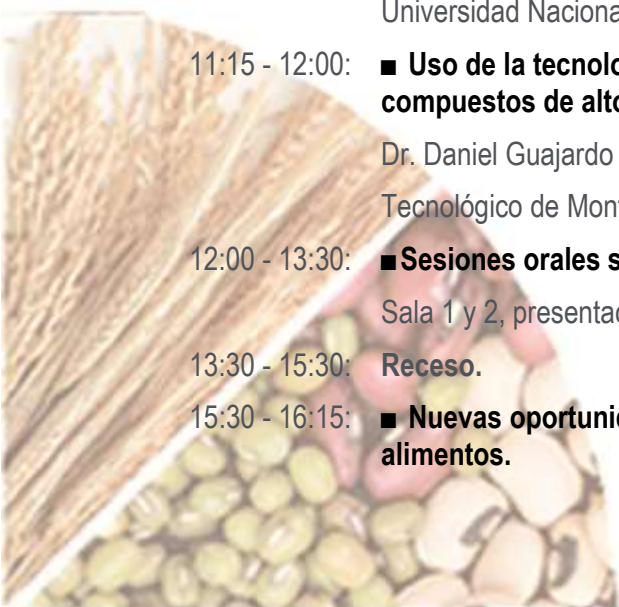 Universidad Naciona
11:15 - 12:00: ■ Uso de la tecnolo
compuestos de alto
Dr. Daniel Guajardo
Tecnológico de Mon
12:00 - 13:30: ■ Sesiones orales s
Sala 1 y 2, presentac
13:30 - 15:30: Receso.
15:30 - 16:15: ■ Nuevas oportunic
alimentos.